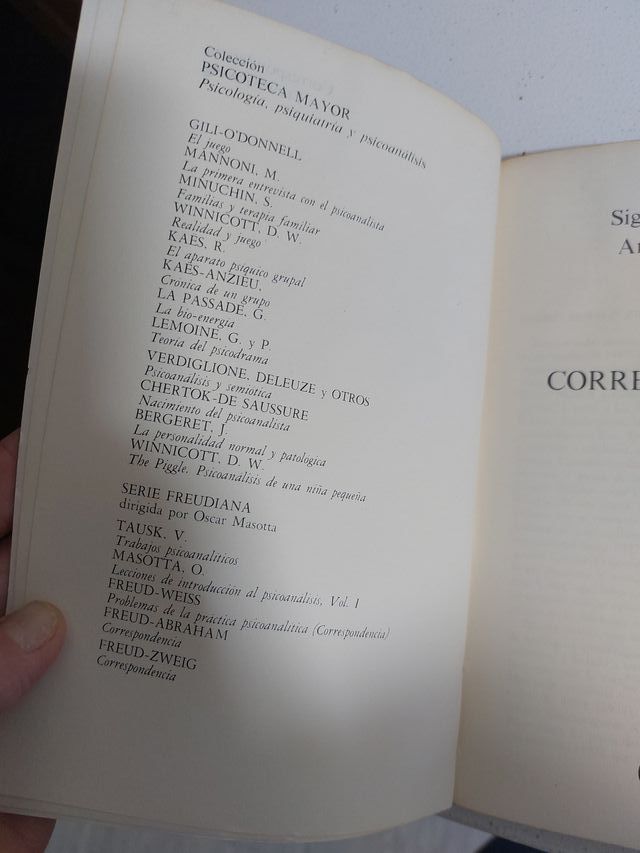 Colección
PSICOTECA MAYOR
Psicología, psiquiatría y psicoanálisis
GILI-O'DONNELL
El juego
MANNONI, M.
La primera entrevista con el psicoanalista
MINUCHIN, S.
Familias y terapia familiar
WINNICOTT, D. W.
Realidad y juego
KAËS, R.
El aparato psíquico grupal
KAËS-ANZIEU,
Crónica de un grupo
LA PASSADE, G.
La bio-energía
LEMOINE, G. y P.
Teoría del psicodrama
VERDIGLIONE, DELEUZE y OTROS
Psicoanálisis y semiótica
CHERTOK-DE SAUSSURE
Nacimiento del psicoanalista
BERGERET, J.
La personalidad normal y patológica
WINNICOTT, D. W.
The Piggle. Psicoanálisis de una niña pequeña
SERIE FREUDIANA
dirigida por Oscar Masotta
TAUSK, V.
Trabajos psicoanalíticos
MASOTTA, O.
Lecciones de introducción al psicoanálisis, Vol. I
FREUD-WEISS
Problemas de la práctica psicoanalítica (Correspondencia)
FREUD-ABRAHAM
Correspondencia
FREUD-ZWEIG
Correspondencia
Sig
Ar
CORRE